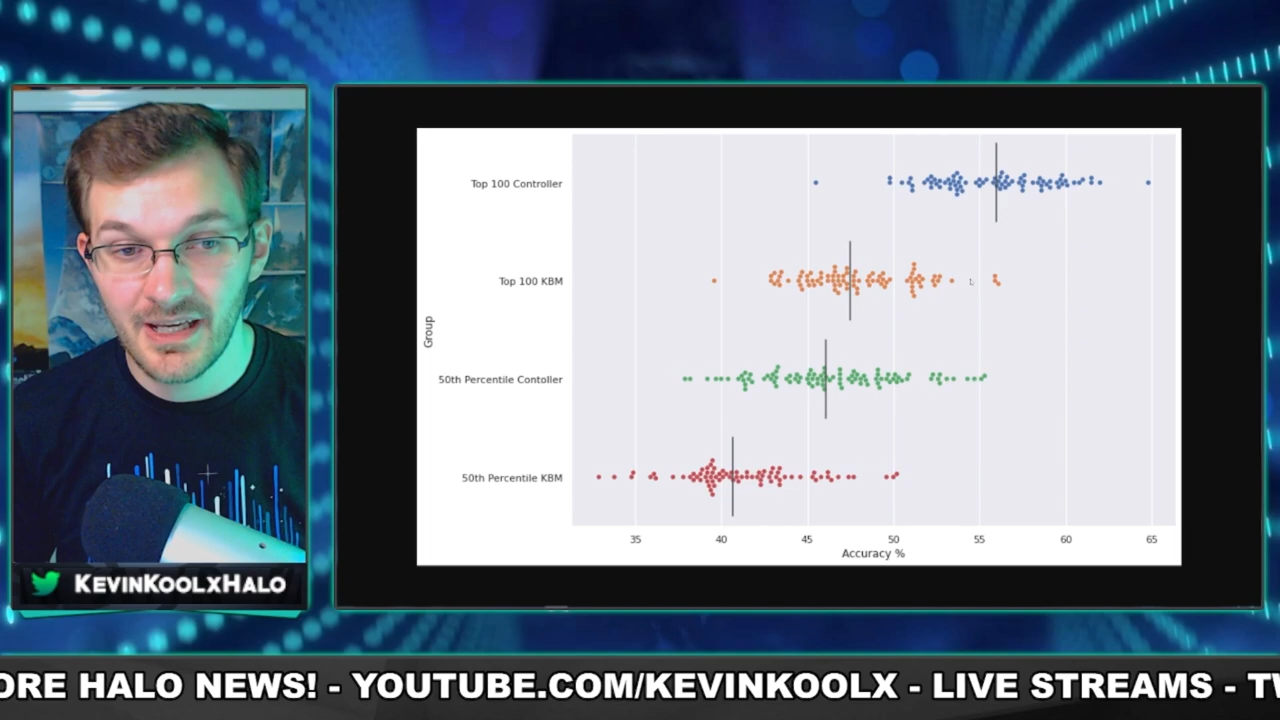 Top 100 Controller
Top 100 KBM
Group
50th Percentile Contoller
50th Percentile KBM
35 40 45 50 55 60 65
Accuracy %
KEVINKOOLXHALO
ORE HALO NEWS! - YOUTUBE.COM/KEVINKOOLX - LIVE STREAMS - TW